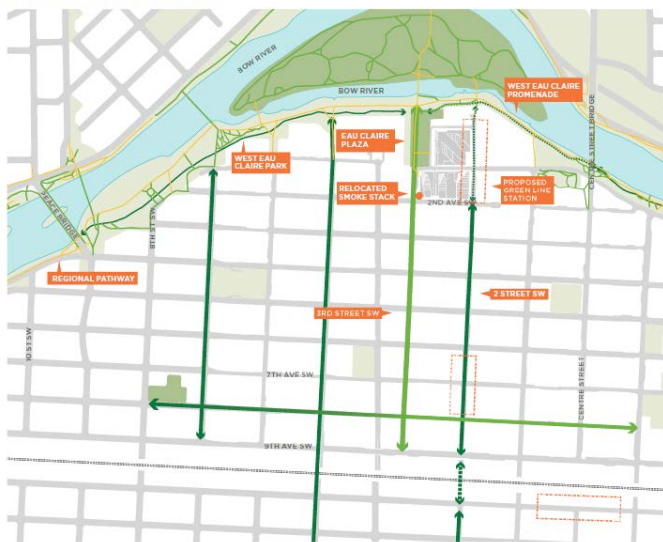 BOW RIVER
BOW RIVER
WEST EAU CLAIRE
PROMENADE
CENTRE STREET BRIDGE
EAU CLAIRE
PLAZA
WEST EAU
CLAIRE PARK
RELOCATED
SMOKE STACK
PROPOSED
GREEN LINE
STATION
2ND AVE SW
PEACE BRIDGE
8TH ST SW
REGIONAL PATHWAY
2 STREET SW
3RD STREET SW
10 ST SW
7TH AVE SW
CENTRE STREET
9TH AVE SW